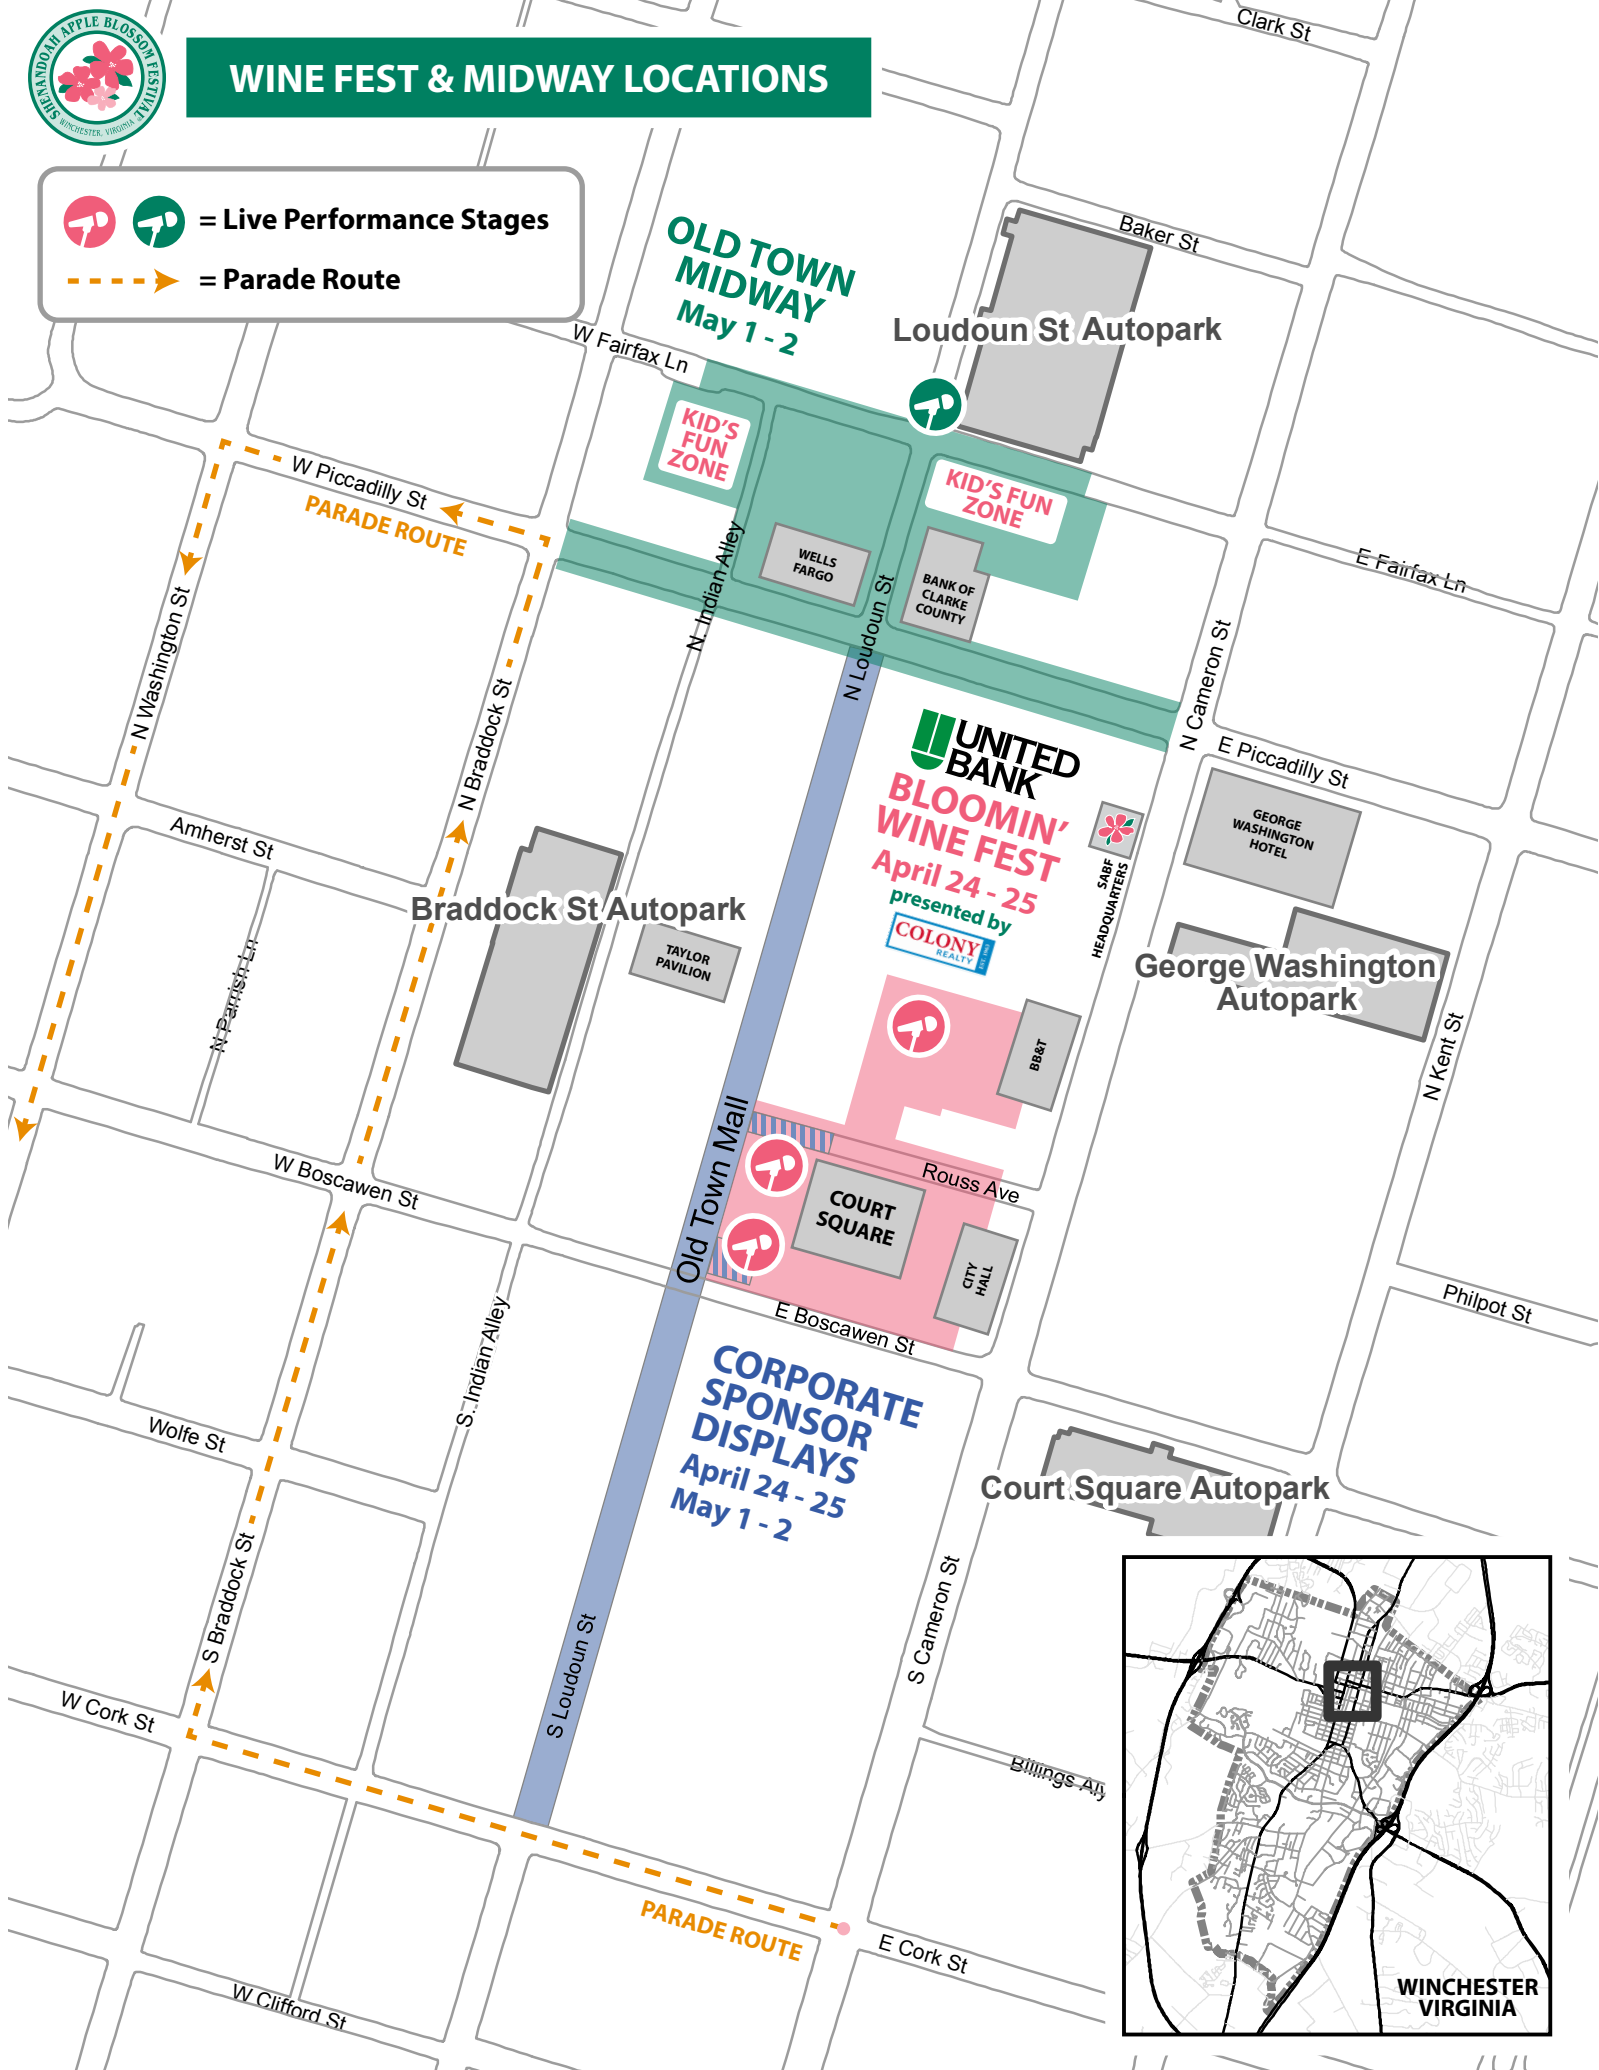 SHENANDOAH APPLE BLOSSOM FESTIVAL
WINCHESTER, VIRGINIA
WINE FEST & MIDWAY LOCATIONS
= Live Performance Stages
= Parade Route
Clark St
Baker St
OLD TOWN
MIDWAY
May 1 - 2
Loudoun St Autopark
W Fairfax Ln
KID'S
FUN
ZONE
KID'S FUN
ZONE
W Piccadilly St
PARADE ROUTE
WELLS
FARGO
BANK OF
CLARKE
COUNTY
E Fairfax Ln
N. Indian Alley
N Loudoun St
N Washington St
N Braddock St
N Cameron St
E Piccadilly St
UNITED
BANK
BLOOMIN'
WINE FEST
April 24 - 25
presented by
COLONY
REALTY
EST. 1963
SABF
HEADQUARTERS
GEORGE
WASHINGTON
HOTEL
Amherst St
Braddock St Autopark
TAYLOR
PAVILION
George Washington
Autopark
N Parrish Ln
BB&T
N Kent St
Old Town Mall
W Boscawen St
Rouss Ave
COURT
SQUARE
CITY
HALL
E Boscawen St
Philpot St
S. Indian Alley
CORPORATE
SPONSOR
DISPLAYS
April 24 - 25
May 1 - 2
Wolfe St
Court Square Autopark
S Braddock St
S Loudoun St
S Cameron St
W Cork St
Billings Aly
PARADE ROUTE
E Cork St
W Clifford St
WINCHESTER
VIRGINIA